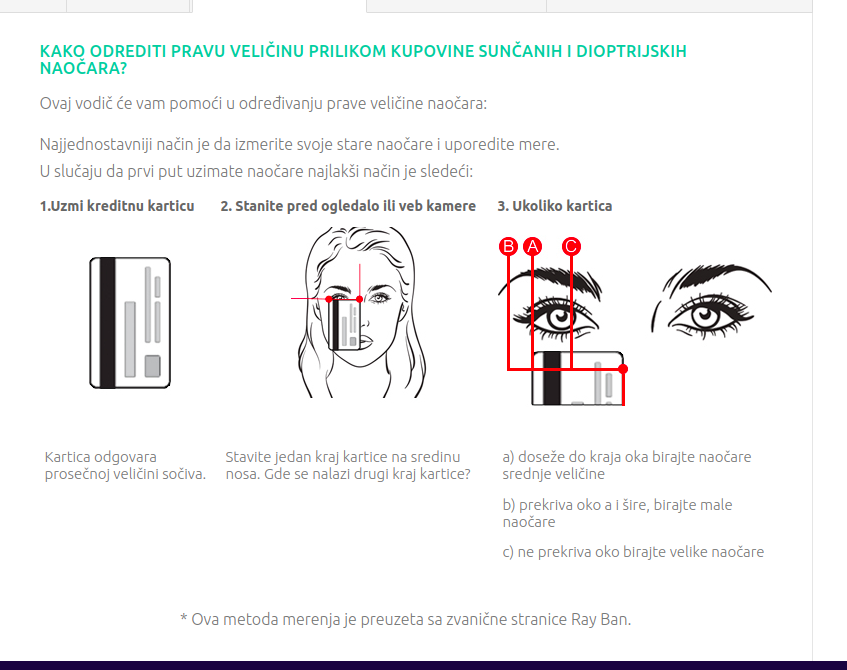 KAKO ODREDITI PRAVU VELIČINU PRILIKOM KUPOVINE SUNČANIH I DIOPTRIJSKIH
NAOČARA?
Ovaj vodič će vam pomoći u određivanju prave veličine naočara:
Najjednostavniji način je da izmerite svoje stare naočare i uporedite mere.
U slučaju da prvi put uzimate naočare najlakši način je sledeći:
1.Uzmi kreditnu karticu
2. Stanite pred ogledalo ili veb kamere
3. Ukoliko kartica
B A C
Kartica odgovara
prosečnoj veličini sočiva.
Stavite jedan kraj kartice na sredinu
nosa. Gde se nalazi drugi kraj kartice?
a) doseže do kraja oka birajte naočare
srednje veličine
b) prekriva oko a i šire, birajte male
naočare
c) ne prekriva oko birajte velike naočare
* Ova metoda merenja je preuzeta sa zvanične stranice Ray Ban.